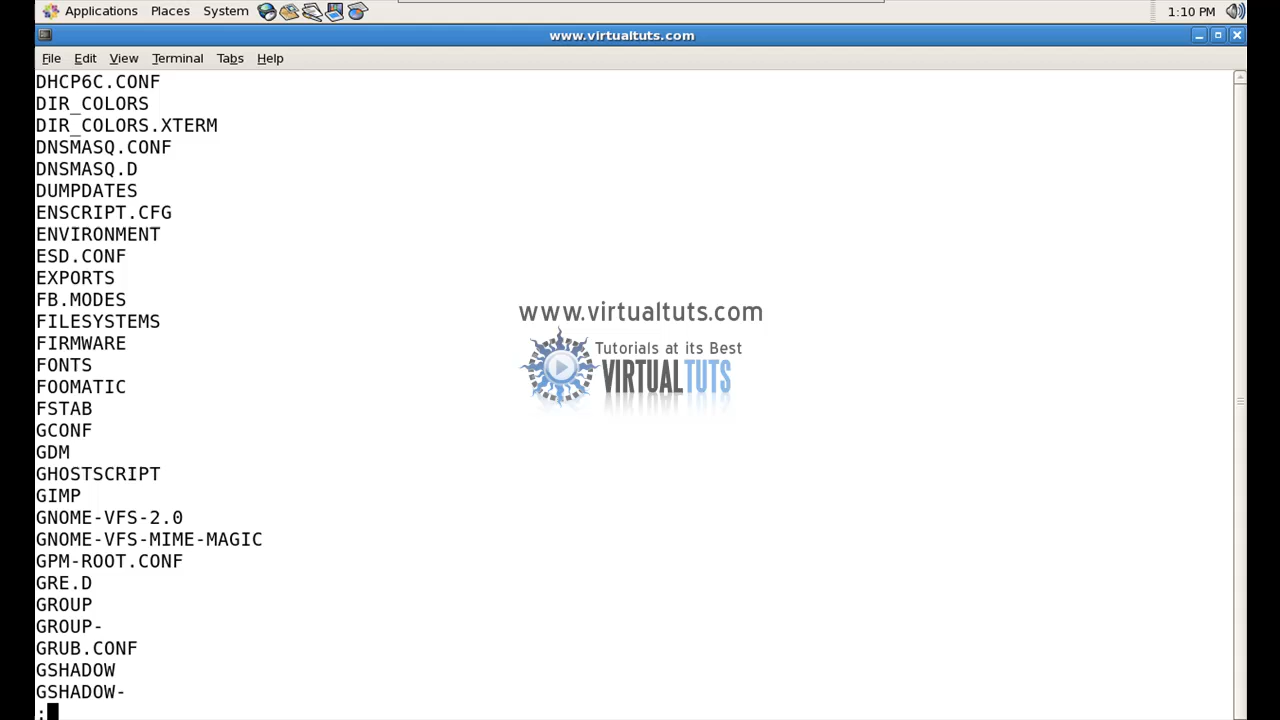 Applications Places System 1:10 PM
www.virtualtuts.com
File Edit View Terminal Tabs Help
DHCP6C.CONF
DIR_COLORS
DIR_COLORS.XTERM
DNSMASQ.CONF
DNSMASQ.D
DUMPDATES
ENSCRIPT.CFG
ENVIRONMENT
ESD.CONF
EXPORTS
FB.MODES
FILESYSTEMS
FIRMWARE
FONTS
FOOMATIC
FSTAB
GCONF
GDM
GHOSTSCRIPT
GIMP
GNOME-VFS-2.0
GNOME-VFS-MIME-MAGIC
GPM-ROOT.CONF
GRE.D
GROUP
GROUP-
GRUB.CONF
GSHADOW
GSHADOW-
:
www.virtualtuts.com
Tutorials at its Best
VIRTUALTUTS